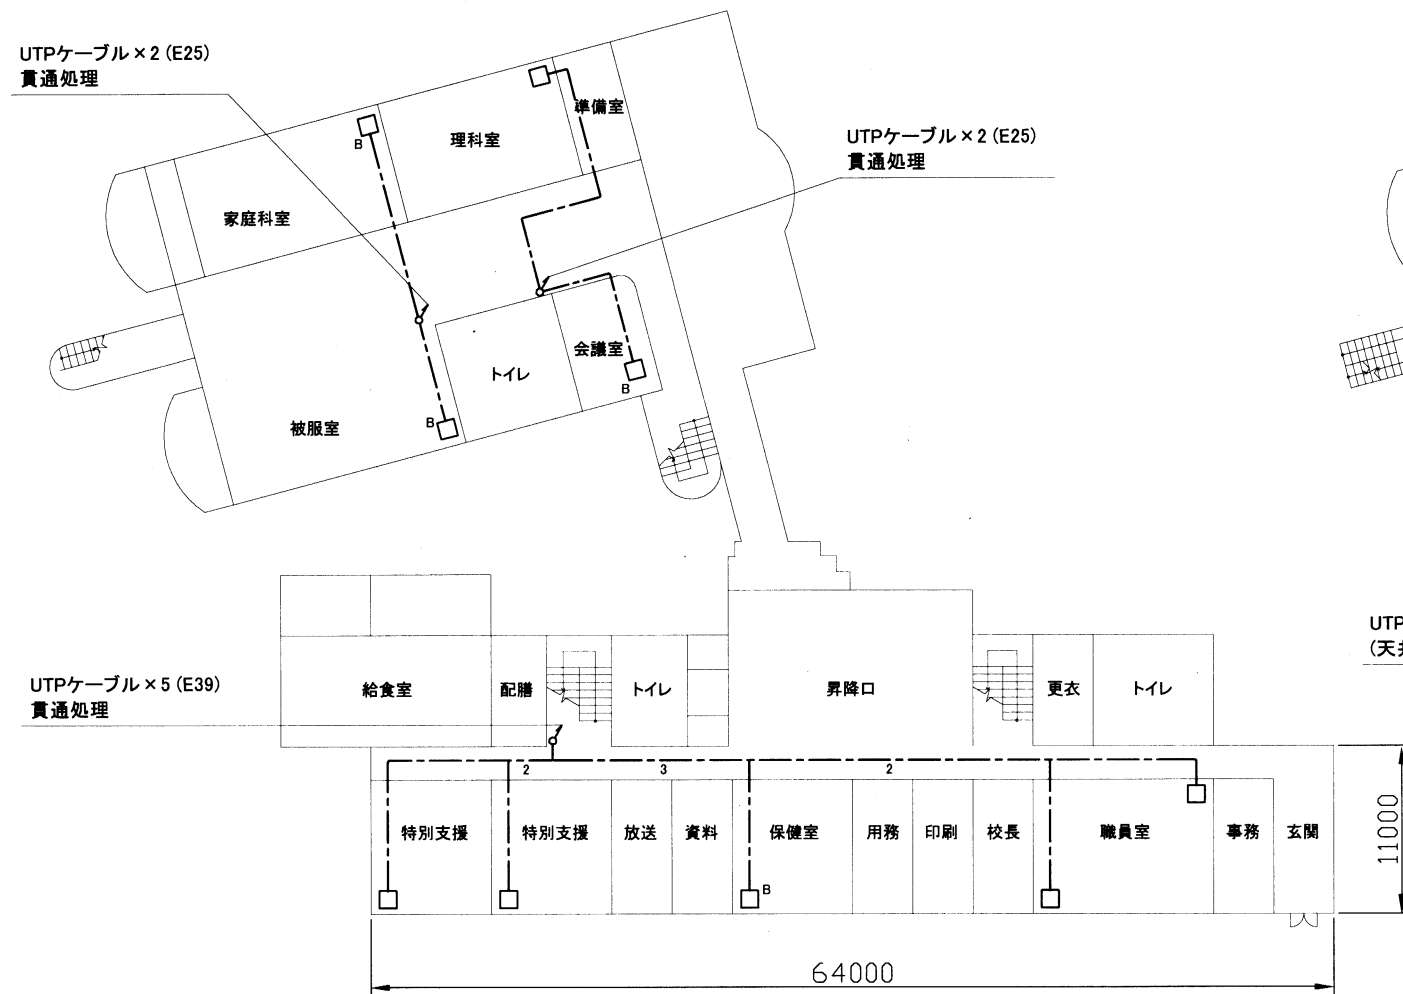 UTPケーブル×2 (E25)
貫通処理
準備室
理科室
B
UTPケーブル×2 (E25)
貫通処理
家庭科室
会議室
トイレ
B
B
被服室
UTP
(天井
UTPケーブル×5 (E39)
貫通処理
給食室
配膳
トイレ
昇降口
更衣
トイレ
2
3
2
特別支援
特別支援
放送
資料
保健室
用務
印刷
校長
職員室
事務
玄関
B
11000
64000